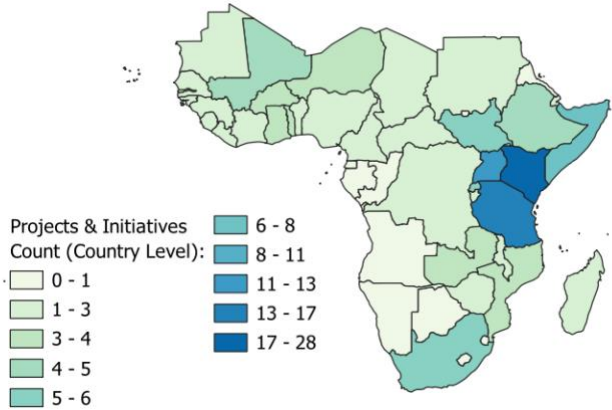 Projects & Initiatives
Count (Country Level):
0 - 1
1 - 3
3 - 4
4 - 5
5 - 6
6 - 8
8 - 11
11 - 13
13 - 17
17 - 28